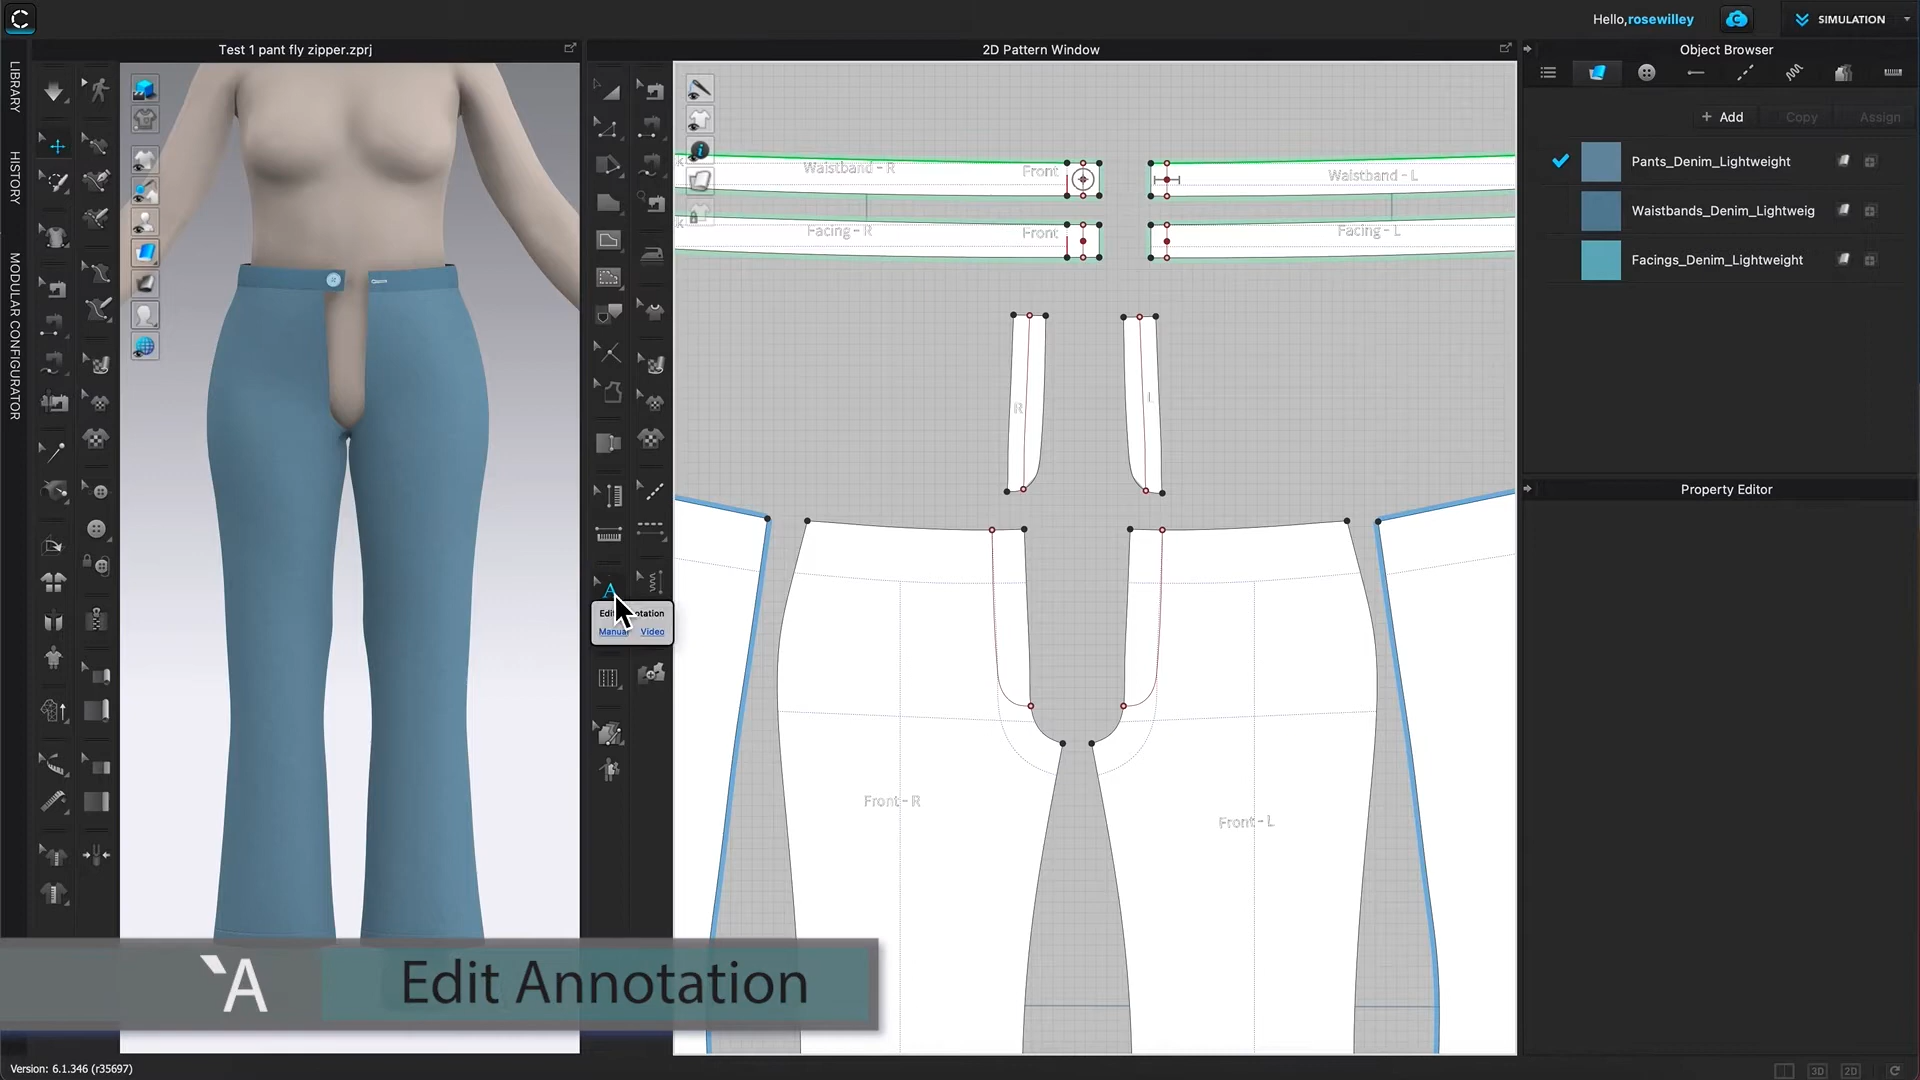 Hello,rosewilley
SIMULATION
Test 1 pant fly zipper.zprj
2D Pattern Window
Object Browser
LIBRARY
HISTORY
MODULAR CONFIGURATOR
+ Add
Copy
Assign
Pants_Denim_Lightweight
Waistbands_Denim_Lightweig
Facings_Denim_Lightweight
Property Editor
Waistband - R
Front
Waistband - L
Facing - R
Front
Facing - L
R
L
Front - R
Front - L
Manual Video
A Edit Annotation
Version: 6.1.346 (r35697)
3D
2D